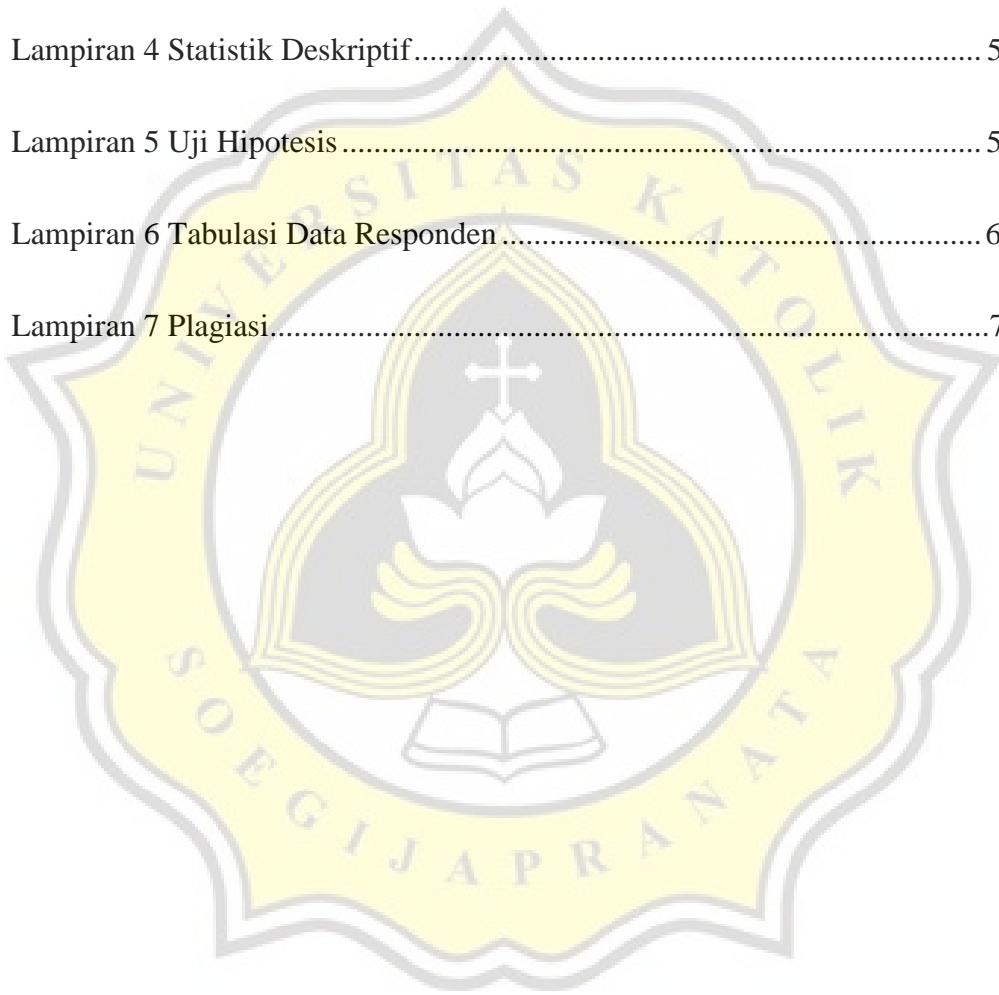 Lampiran 4 Statistik Deskriptif.......................................................................5
Lampiran 5 Uji Hipotesis................................................................................5
Lampiran 6 Tabulasi Data Responden............................................................6
Lampiran 7 Plagiasi.........................................................................................7
UNIVERSITAS KATOLIK
SOEGIJAPRANATA